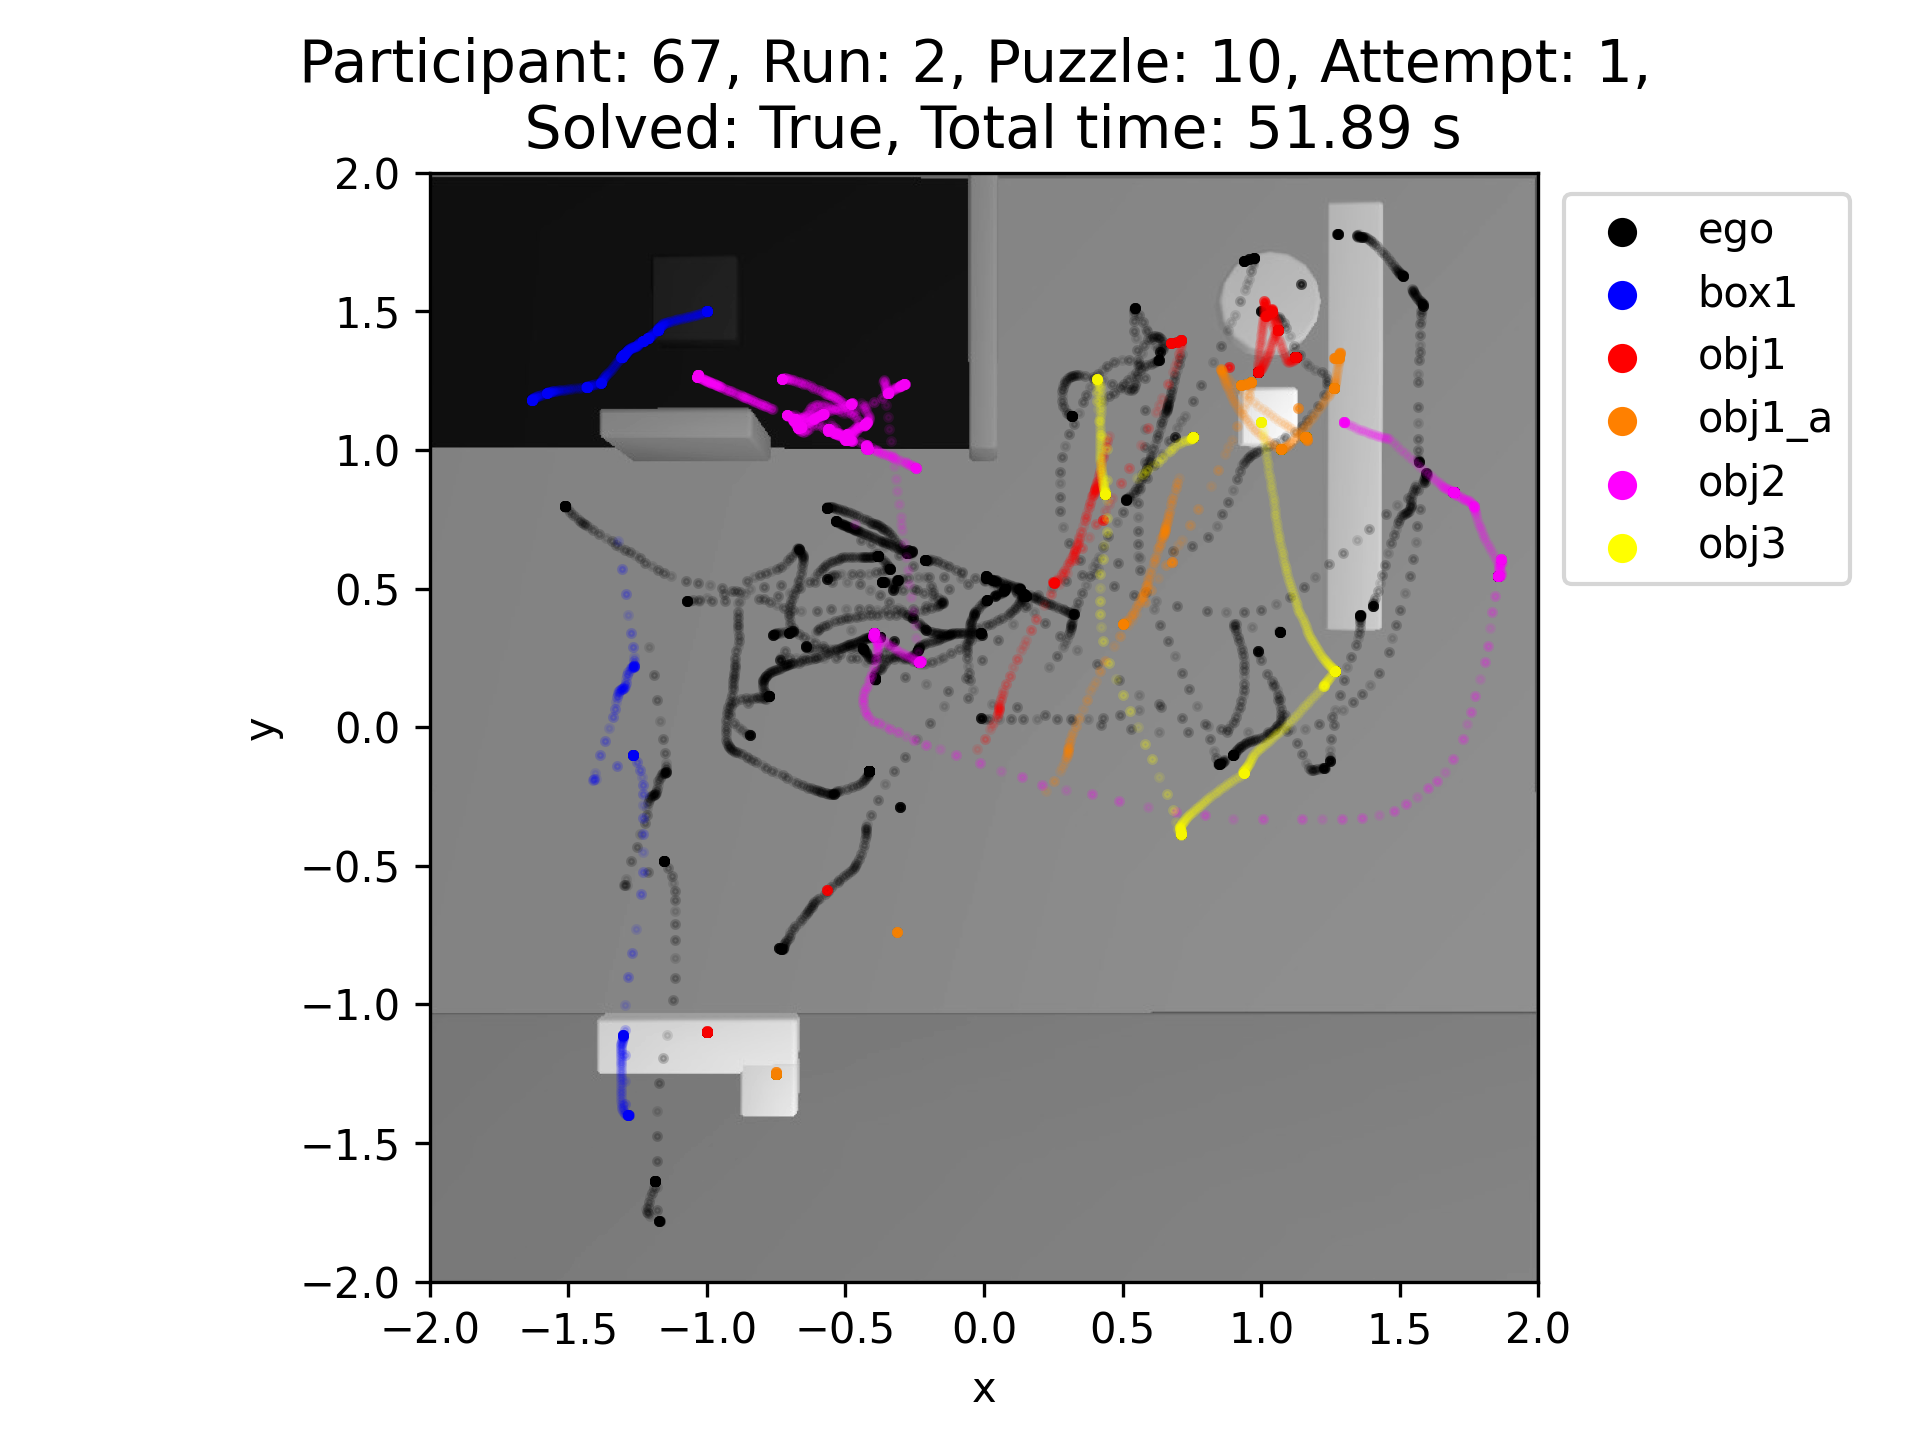 Participant: 67, Run: 2, Puzzle: 10, Attempt: 1,
Solved: True, Total time: 51.89 s
2.0
1.5
1.0
0.5
0.0
−0.5
−1.0
−1.5
−2.0
y
−2.0 −1.5 −1.0 −0.5 0.0 0.5 1.0 1.5 2.0
x
ego
box1
obj1
obj1_a
obj2
obj3